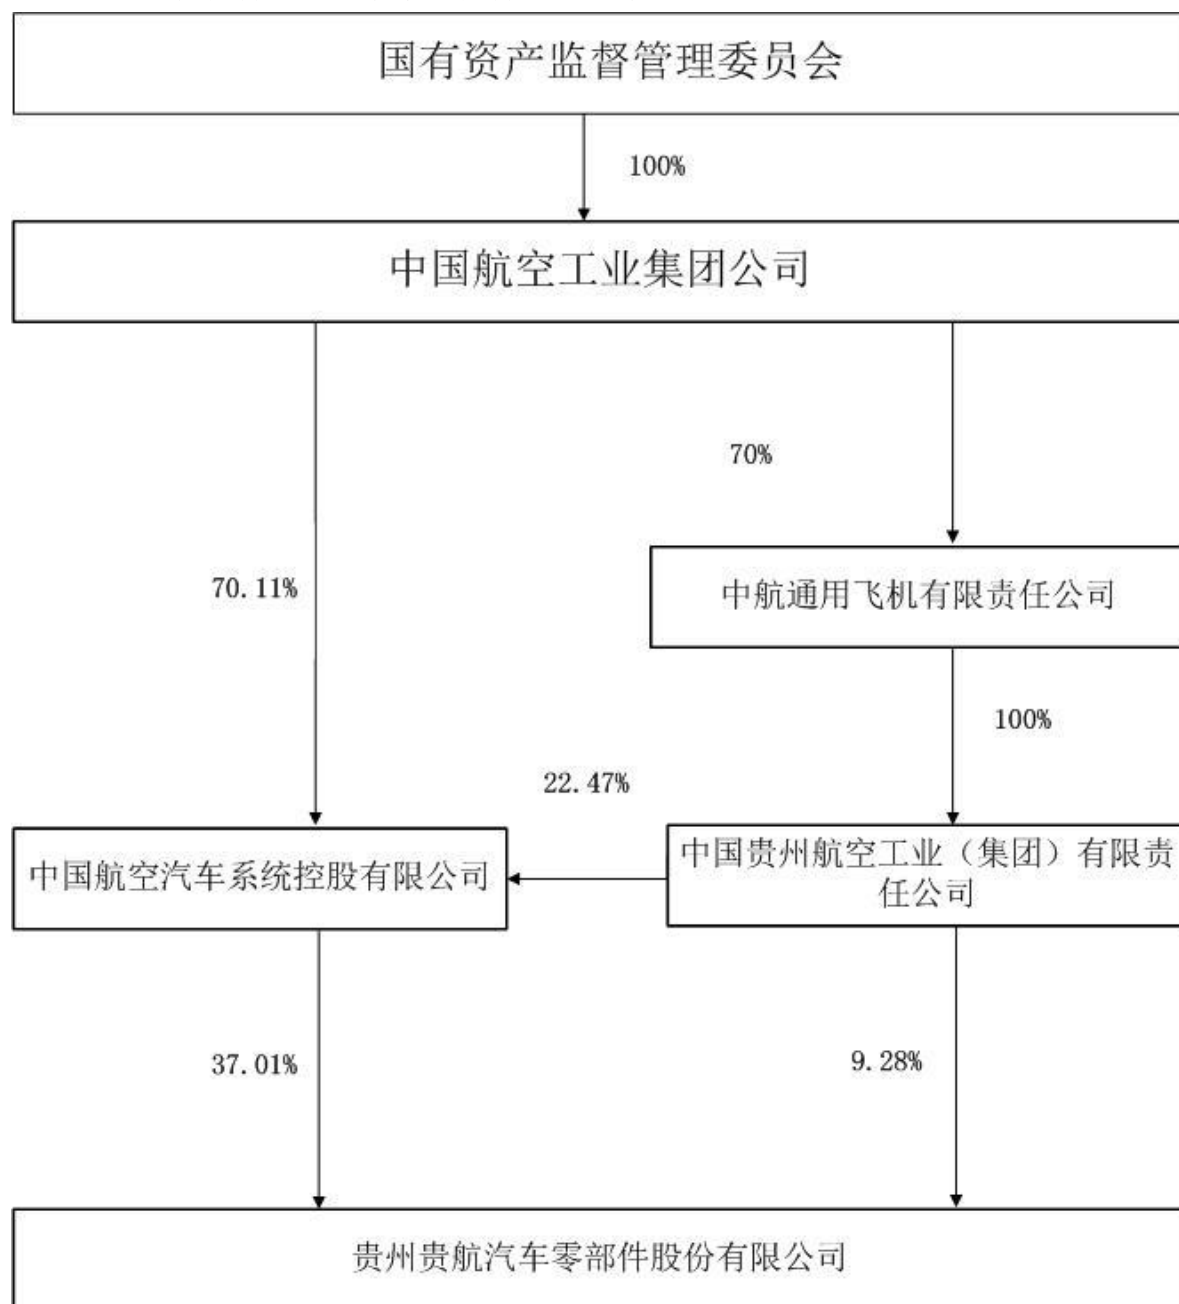 国有资产监督管理委员会
100%
中国航空工业集团公司
70%
70.11%
中航通用飞机有限责任公司
100%
22.47%
中国航空汽车系统控股有限公司
中国贵州航空工业（集团）有限责
任公司
37.01%
9.28%
贵州贵航汽车零部件股份有限公司